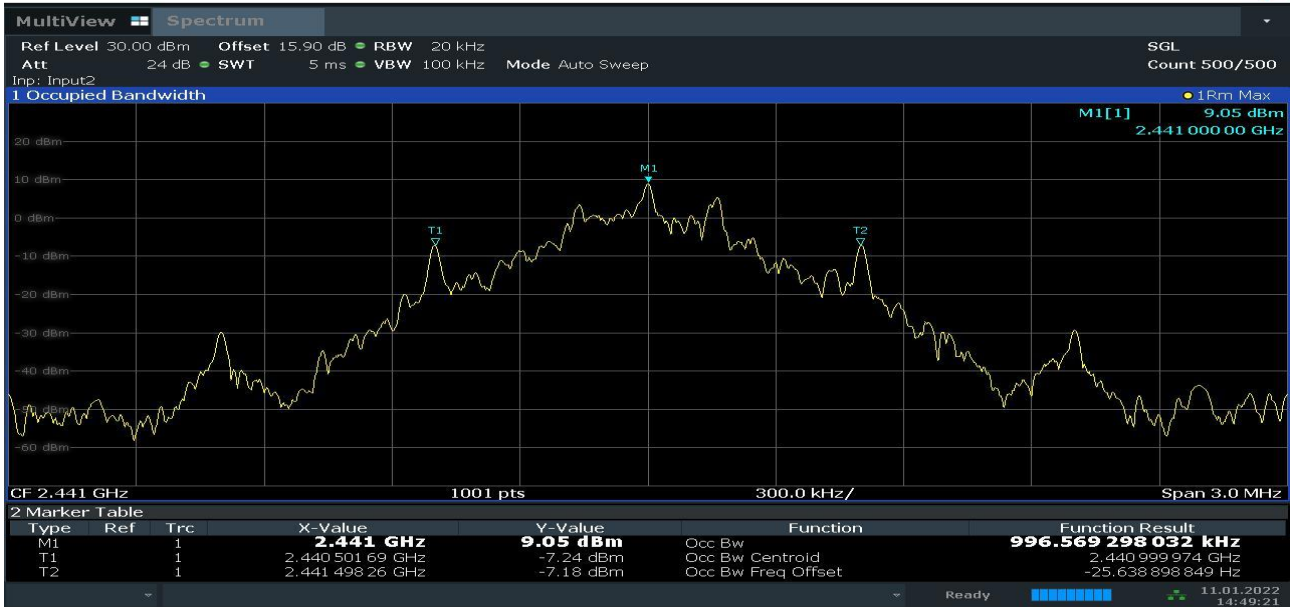 MultiView Spectrum
Ref Level 30.00 dBm Offset 15.90 dB RBW 20 kHz SGL
Att 24 dB SWT 5 ms VBW 100 kHz Mode Auto Sweep Count 500/500
Inp: Input2
1 Occupied Bandwidth 1Rm Max
M1[1] 9.05 dBm
2.441 000 00 GHz
20 dBm
M1
10 dBm
0 dBm
T1 T2
-10 dBm
-20 dBm
-30 dBm
-40 dBm
-50 dBm
-60 dBm
CF 2.441 GHz 1001 pts 300.0 kHz/ Span 3.0 MHz
2 Marker Table
Type Ref Trc X-Value Y-Value Function Function Result
M1 1 2.441 GHz 9.05 dBm Occ Bw 996.569 298 032 kHz
T1 1 2.440 501 69 GHz -7.24 dBm Occ Bw Centroid 2.440 999 974 GHz
T2 1 2.441 498 26 GHz -7.18 dBm Occ Bw Freq Offset -25.638 898 849 Hz
Ready 11.01.2022
14:49:21